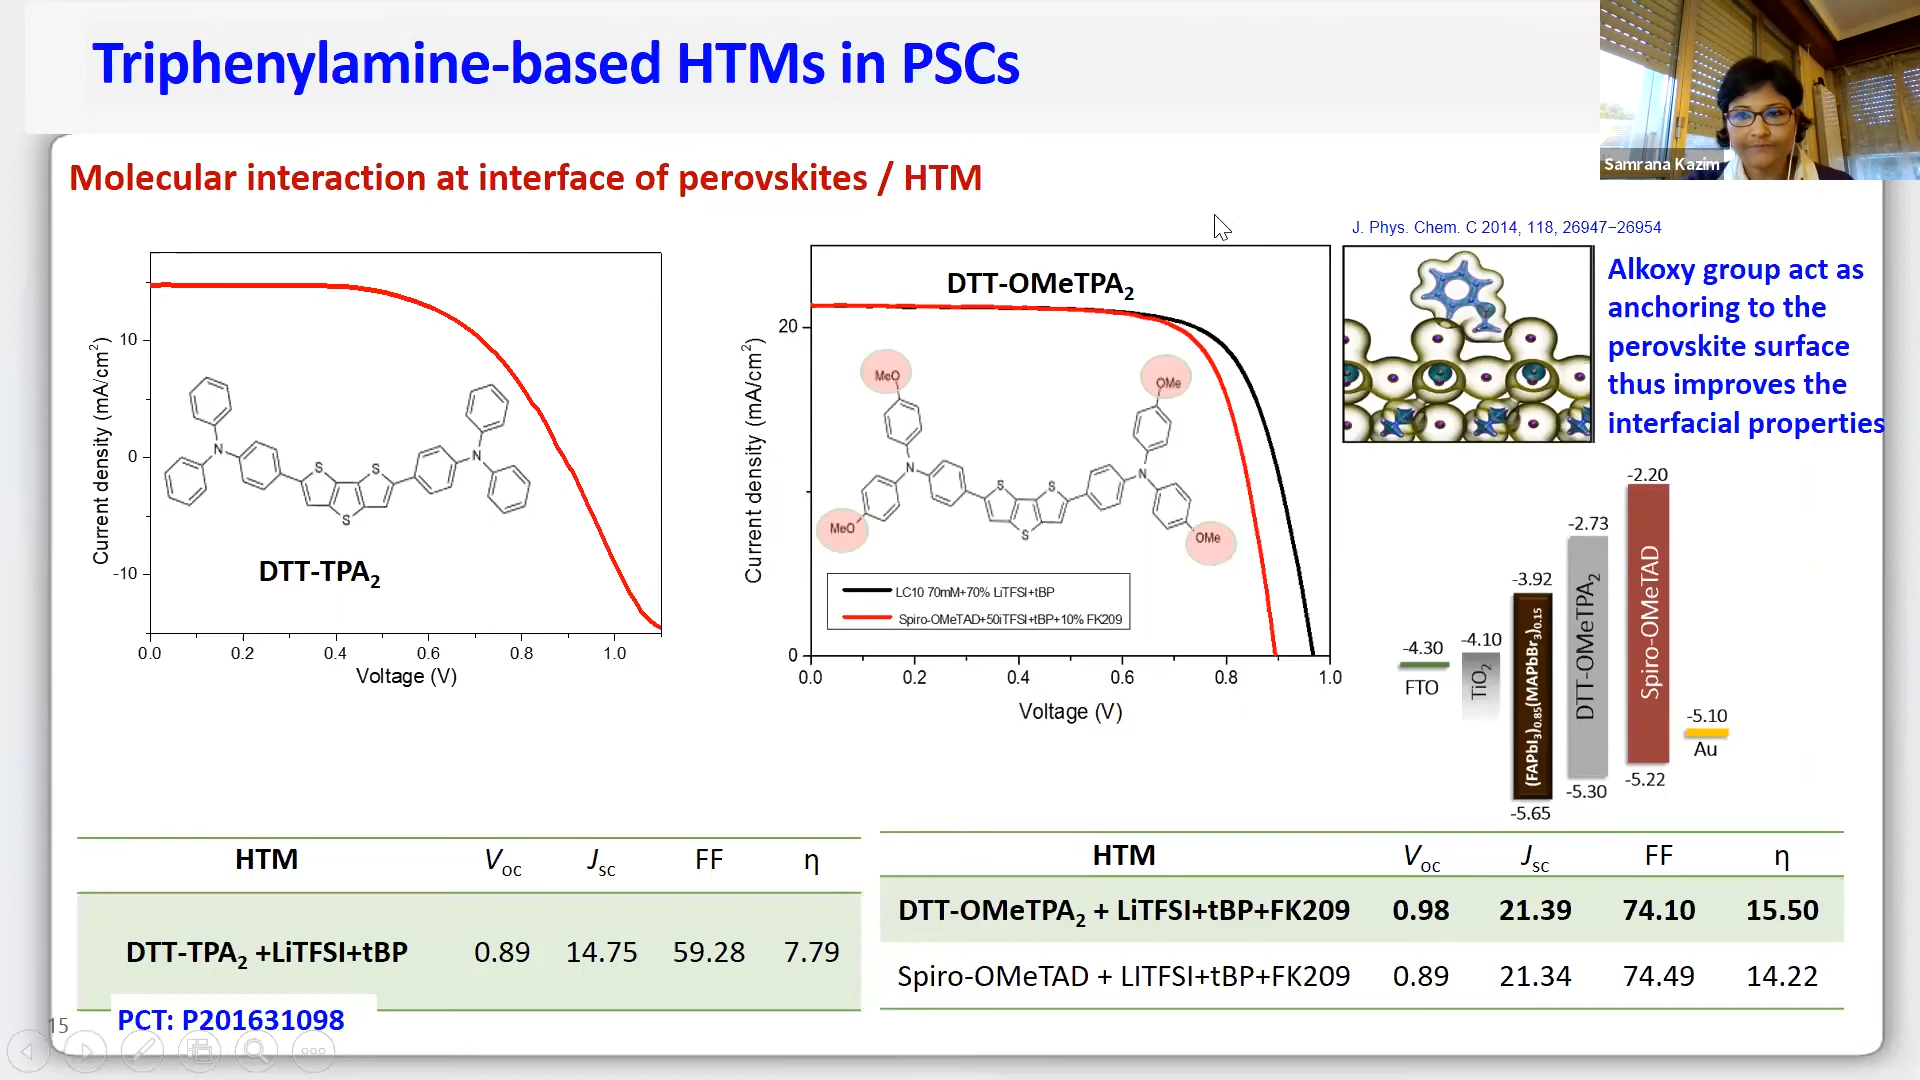 Triphenylamine-based HTMs in PSCs
Samrana Kazim
Molecular interaction at interface of perovskites / HTM
J. Phys. Chem. C 2014, 118, 26947−26954
Alkoxy group act as
anchoring to the
perovskite surface
thus improves the
interfacial properties
Current density (mA/cm²)
10
0
-10
N
S
S
S
N
DTT-TPA₂
0.0 0.2 0.4 0.6 0.8 1.0
Voltage (V)
DTT-OMeTPA₂
Current density (mA/cm²)
20
0
MeO
OMe
N
S
S
S
N
MeO
OMe
LC10 70mM+70% LiTFSI+tBP
Spiro-OMeTAD+50iTFSI+tBP+10% FK209
0.0 0.2 0.4 0.6 0.8 1.0
Voltage (V)
-2.20
-2.73
-3.92
-4.10
-4.30
FTO
TiO₂
(FAPbI₃)₀.₈₅(MAPbBr₃)₀.₁₅
DTT-OMeTPA₂
Spiro-OMeTAD
-5.10
Au
-5.22
-5.30
-5.65
HTM Voc Jsc FF η
DTT-TPA₂ +LiTFSI+tBP 0.89 14.75 59.28 7.79
HTM Voc Jsc FF η
DTT-OMeTPA₂ + LiTFSI+tBP+FK209 0.98 21.39 74.10 15.50
Spiro-OMeTAD + LITFSI+tBP+FK209 0.89 21.34 74.49 14.22
PCT: P201631098
15